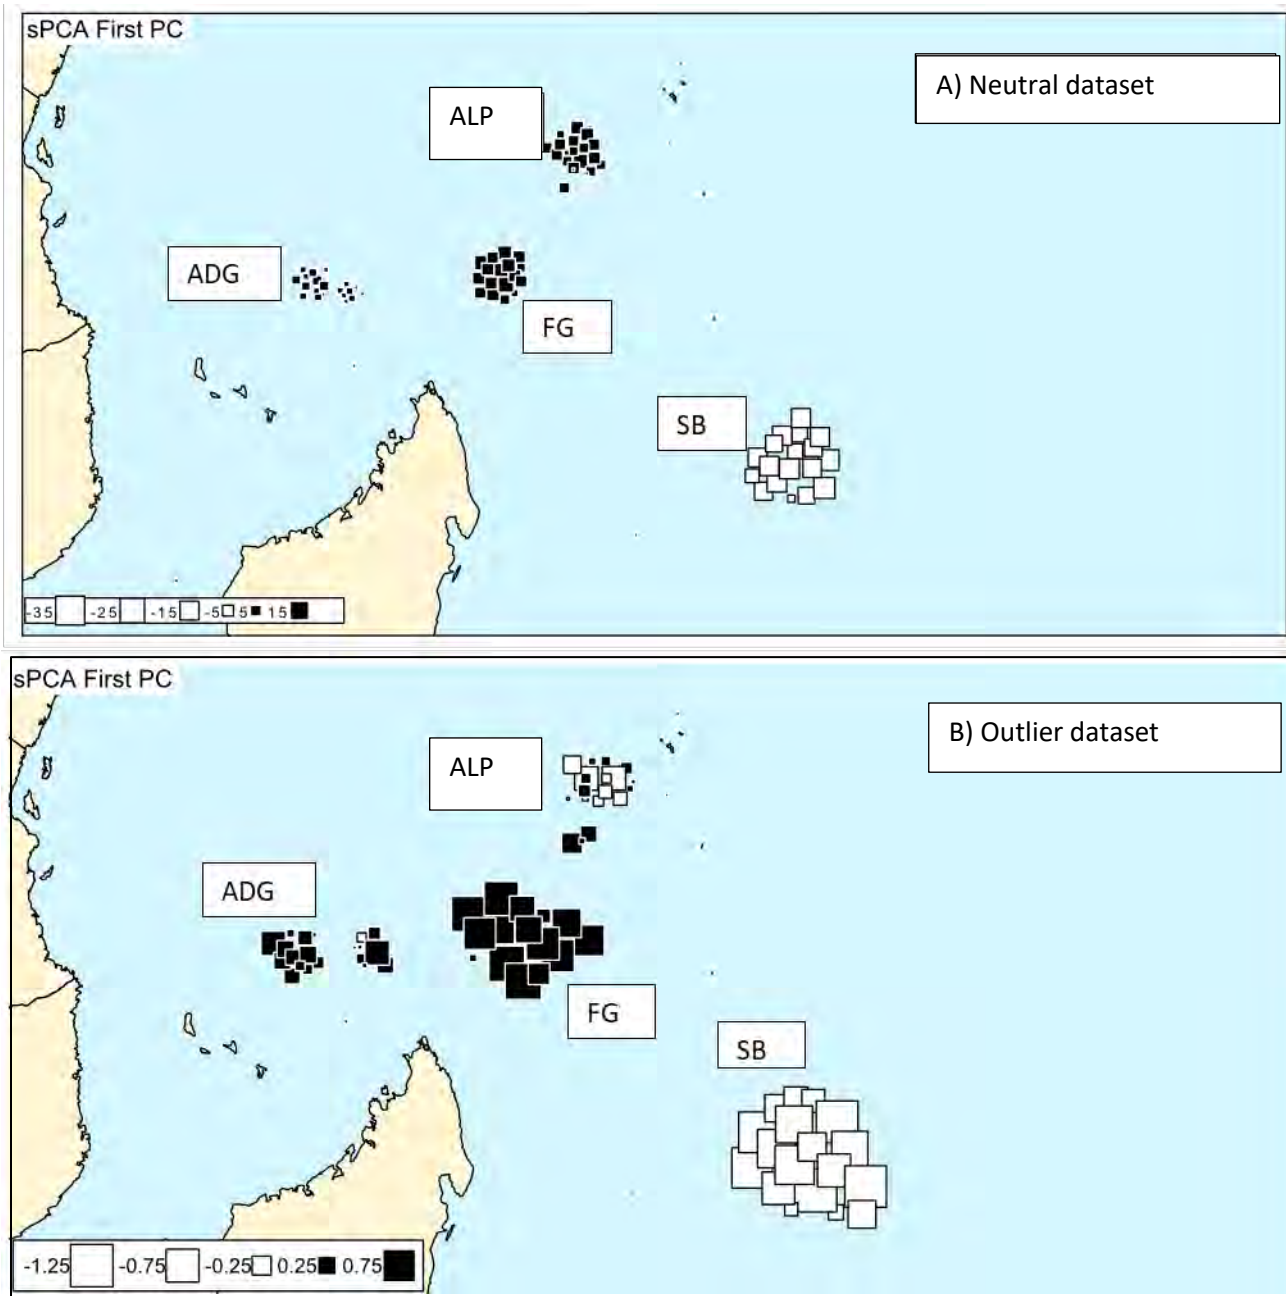 sPCA First PC
A) Neutral dataset
ALP
ADG
FG
SB
-35 -25 -15 -5 5 15
sPCA First PC
B) Outlier dataset
ALP
ADG
FG
SB
-1.25 -0.75 -0.25 0.25 0.75